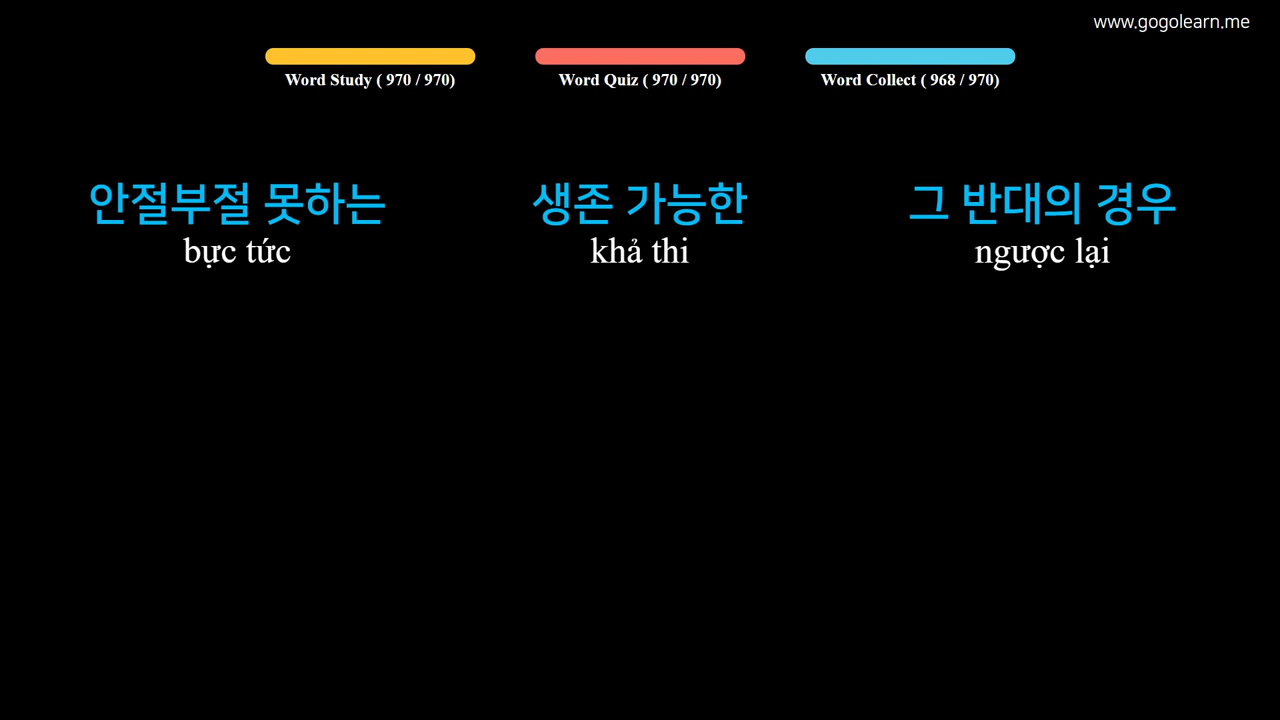 www.gogolearn.me
Word Study ( 970 / 970)
Word Quiz ( 970 / 970)
Word Collect ( 968 / 970)
안절부절 못하는
bực tức
생존 가능한
khả thi
그 반대의 경우
ngược lại